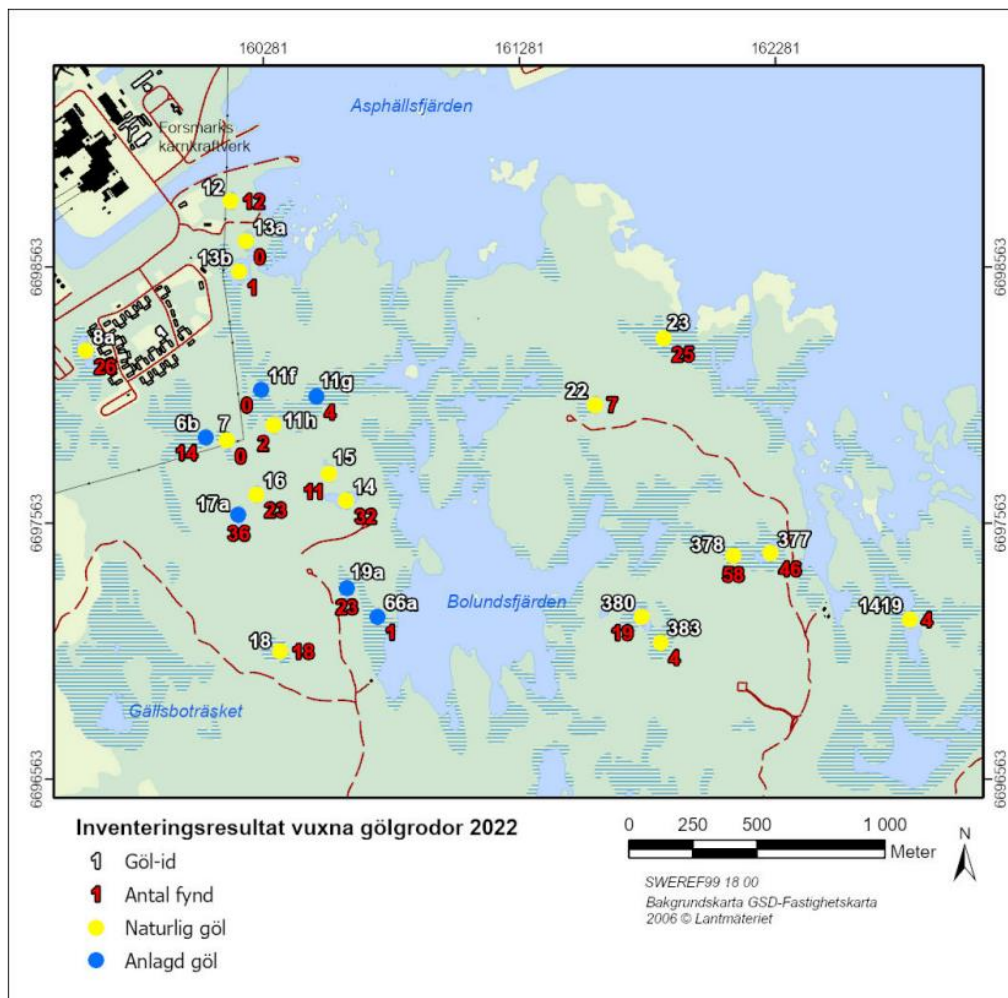 160281
161281
162281
Asphällsfjärden
Forsmarks
kärnkraftverk
12
12
13a
0
13b
1
6698563
6698563
8a
26
23
25
11f
0
11g
4
22
7
6b
14
7
0
11h
2
15
11
14
32
16
23
17a
36
6697563
6697563
378
58
377
46
19a
23
66a
1
Bolundsfjärden
380
19
383
4
1419
4
18
18
Gällsboträsket
6696563
6696563
Inventeringsresultat vuxna gölgrodor 2022
1 Göl-id
1 Antal fynd
Naturlig göl
Anlagd göl
0 250 500 1 000
Meter
N
SWEREF99 18 00
Bakgrundskarta GSD-Fastighetskarta
2006 © Lantmäteriet